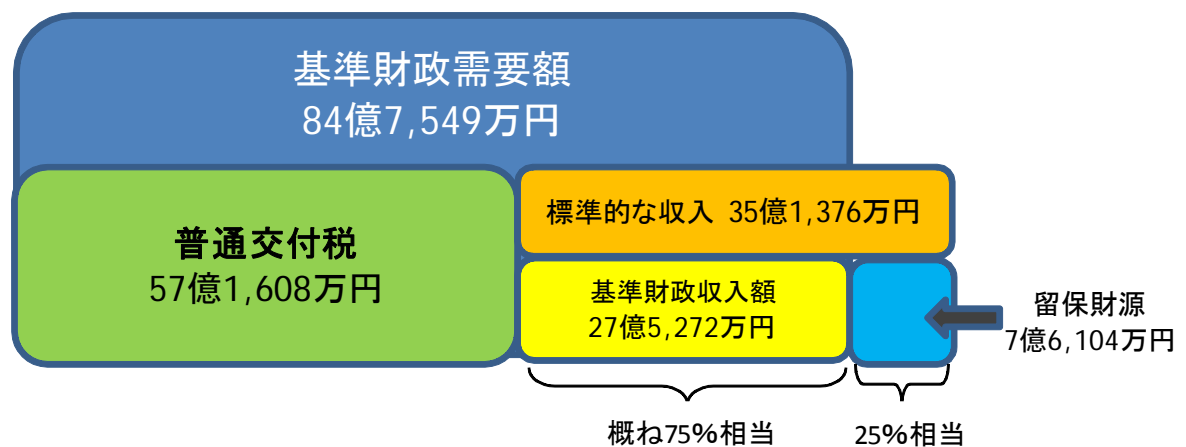 基準財政需要額
84億7,549万円
標準的な収入 35億1,376万円
普通交付税
57億1,608万円
基準財政収入額
27億5,272万円
留保財源
7億6,104万円
概ね75%相当
25%相当